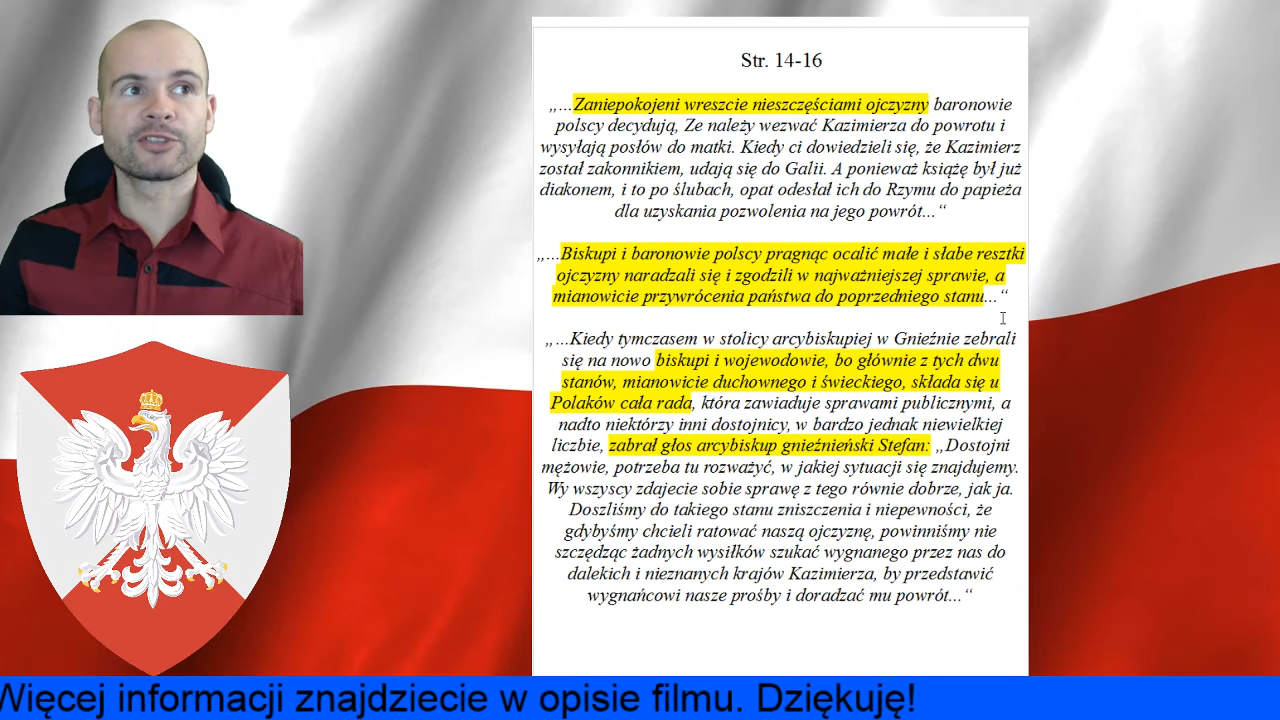 Str. 14-16
„...Zaniepokojeni wreszcie nieszczęściami ojczyzny baronowie
polscy decydują, Ze należy wezwać Kazimierza do powrotu i
wysyłają posłów do matki. Kiedy ci dowiedzieli się, że Kazimierz
został zakonnikiem, udają się do Galii. A ponieważ książę był już
diakonem, i to po ślubach, opat odesłał ich do Rzymu do papieża
dla uzyskania pozwolenia na jego powrót...“
„...Biskupi i baronowie polscy pragnąc ocalić małe i słabe resztki
ojczyzny naradzali się i zgodzili w najważniejszej sprawie, a
mianowicie przywrócenia państwa do poprzedniego stanu...“
„...Kiedy tymczasem w stolicy arcybiskupiej w Gnieźnie zebrali
się na nowo biskupi i wojewodowie, bo głównie z tych dwu
stanów, mianowicie duchownego i świeckiego, składa się u
Polaków cała rada, która zawiaduje sprawami publicznymi, a
nadto niektórzy inni dostojnicy, w bardzo jednak niewielkiej
liczbie, zabrał głos arcybiskup gnieźnieński Stefan: „Dostojni
mężowie, potrzeba tu rozważyć, w jakiej sytuacji się znajdujemy.
Wy wszyscy zdajecie sobie sprawę z tego równie dobrze, jak ja.
Doszliśmy do takiego stanu zniszczenia i niepewności, że
gdybyśmy chcieli ratować naszą ojczyznę, powinniśmy nie
szczędząc żadnych wysiłków szukać wygnanego przez nas do
dalekich i nieznanych krajów Kazimierza, by przedstawić
wygnańcowi nasze prośby i doradzać mu powrót...“
Więcej informacji znajdziecie w opisie filmu. Dziękuję!